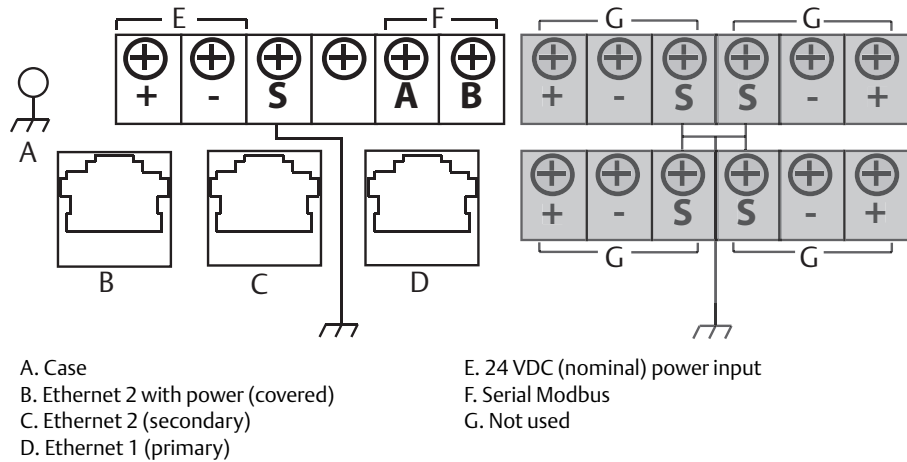 E F G G
+ - S A B + - S S - +
A
+ - S S - +
B C D G G
A. Case
B. Ethernet 2 with power (covered)
C. Ethernet 2 (secondary)
D. Ethernet 1 (primary)
E. 24 VDC (nominal) power input
F. Serial Modbus
G. Not used